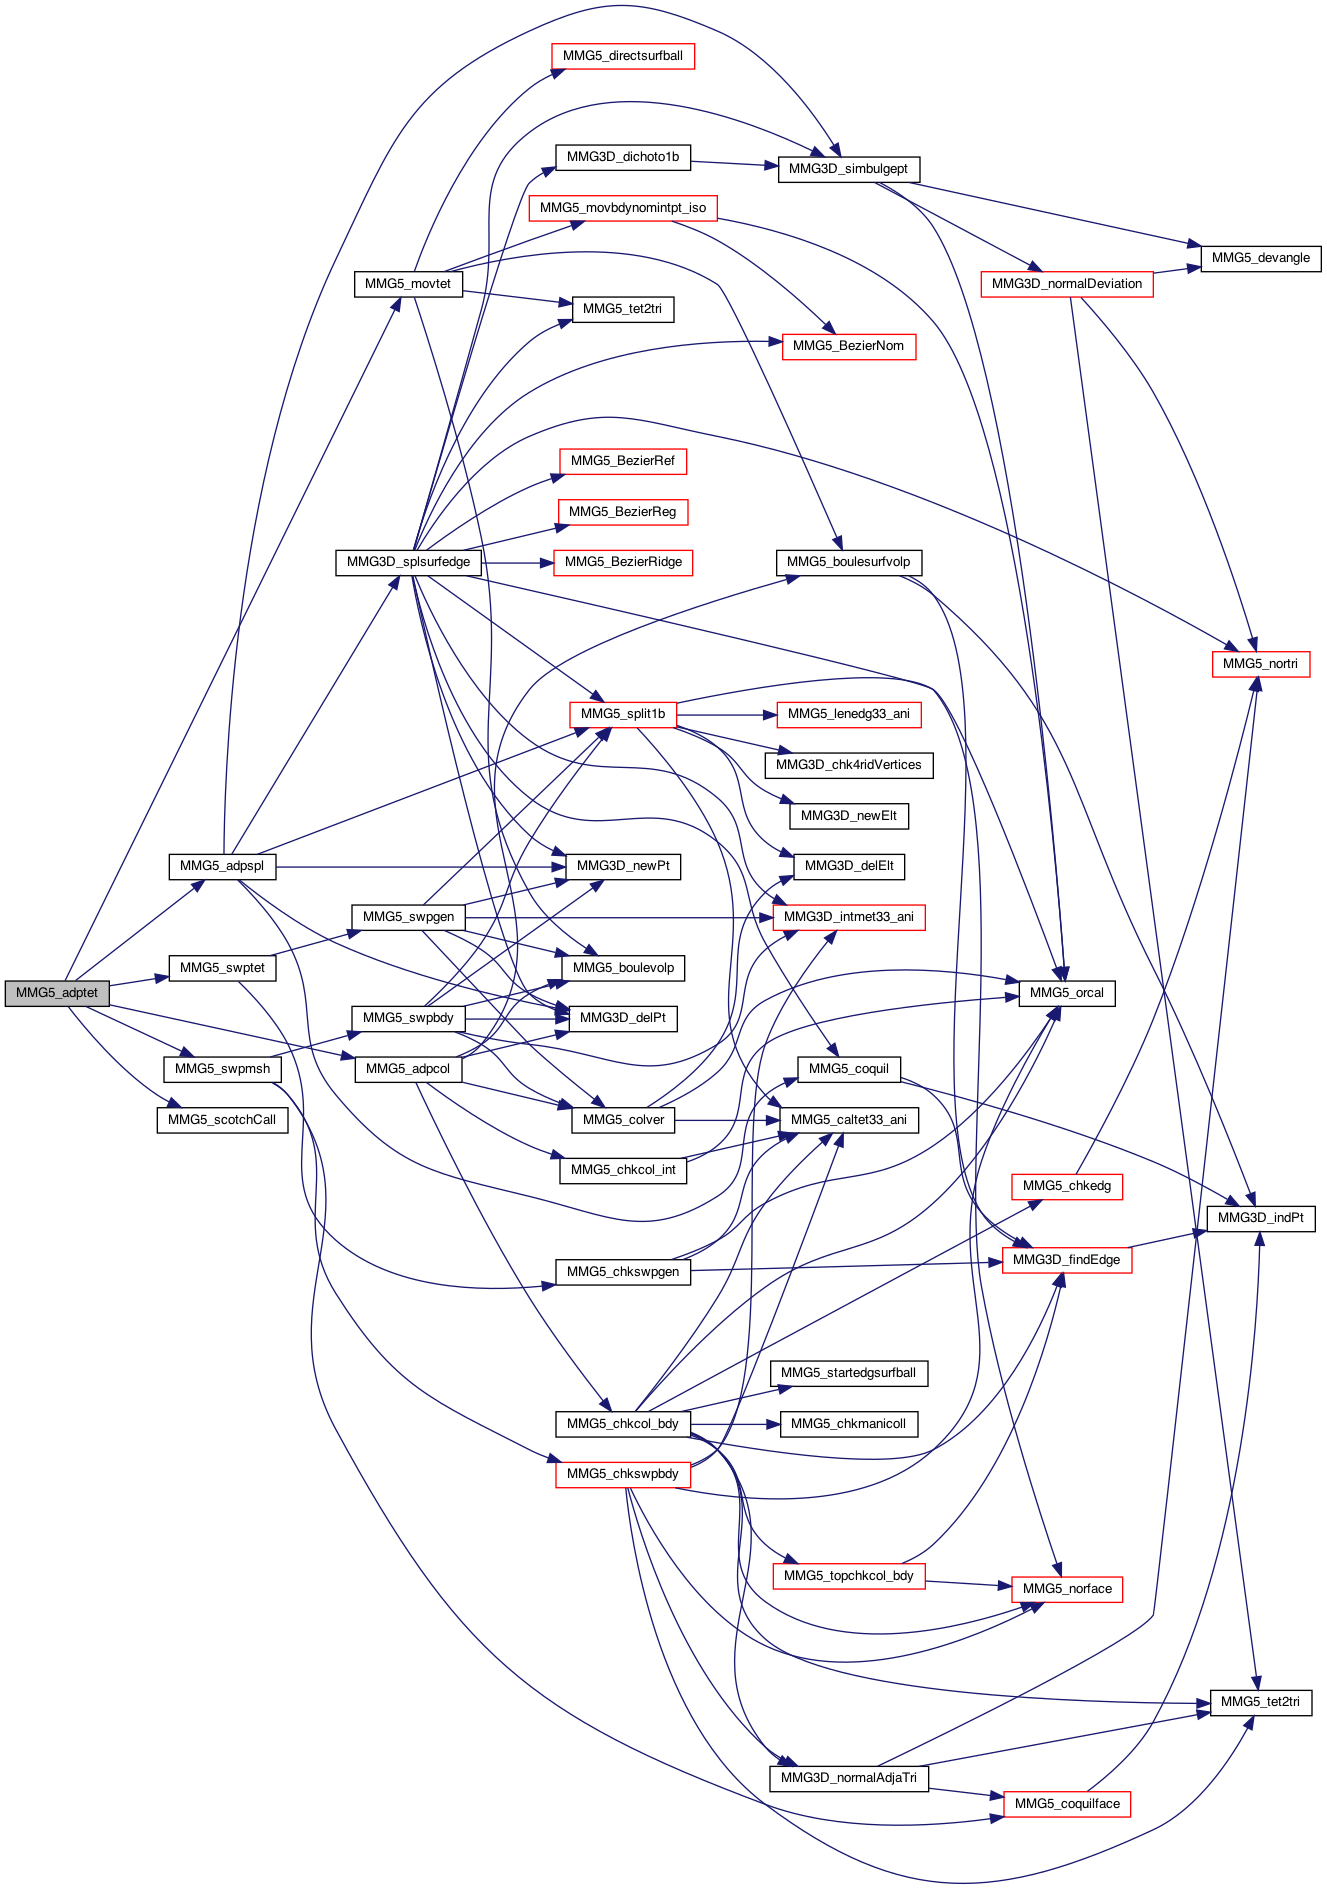 MMG5_directsurfball
MMG3D_dichoto1b
MMG3D_simbulgept
MMG5_movbdynomintpt_iso
MMG5_devangle
MMG5_movtet
MMG3D_normalDeviation
MMG5_tet2tri
MMG5_BezierNom
MMG5_BezierRef
MMG5_BezierReg
MMG3D_splsurfedge
MMG5_BezierRidge
MMG5_boulesurfvolp
MMG5_nortri
MMG5_split1b
MMG5_lenedg33_ani
MMG3D_chk4ridVertices
MMG3D_newElt
MMG5_adpspl
MMG3D_newPt
MMG3D_delElt
MMG5_swpgen
MMG3D_intmet33_ani
MMG5_swptet
MMG5_boulevolp
MMG5_adptet
MMG5_orcal
MMG5_swpbdy
MMG3D_delPt
MMG5_swpmsh
MMG5_adpcol
MMG5_coquil
MMG5_scotchCall
MMG5_colver
MMG5_caltet33_ani
MMG5_chkcol_int
MMG5_chkedg
MMG3D_indPt
MMG5_chkswpgen
MMG3D_findEdge
MMG5_startedgsurfball
MMG5_chkcol_bdy
MMG5_chkmanicoll
MMG5_chkswpbdy
MMG5_topchkcol_bdy
MMG5_norface
MMG5_tet2tri
MMG3D_normalAdjaTri
MMG5_coquilface